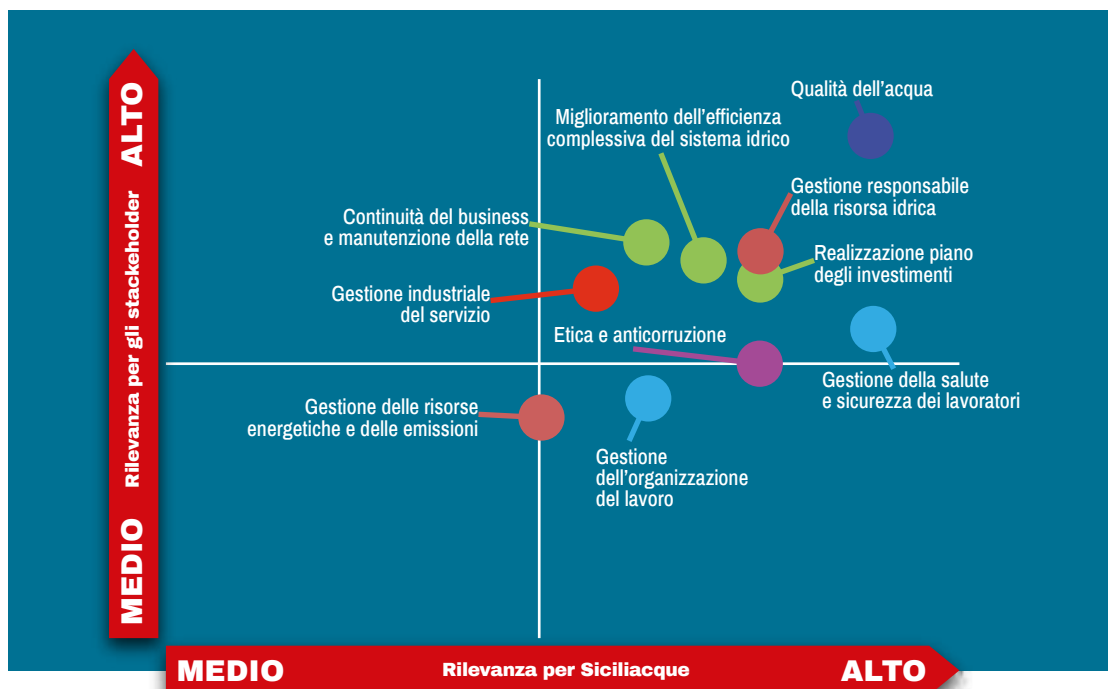 ALTO
Rilevanza per gli stackeholder
MEDIO
Qualità dell'acqua
Miglioramento dell'efficienza
complessiva del sistema idrico
Gestione responsabile
della risorsa idrica
Continuità del business
e manutenzione della rete
Realizzazione piano
degli investimenti
Gestione industriale
del servizio
Etica e anticorruzione
Gestione della salute
e sicurezza dei lavoratori
Gestione delle risorse
energetiche e delle emissioni
Gestione
dell'organizzazione
del lavoro
MEDIO
Rilevanza per Siciliacque
ALTO